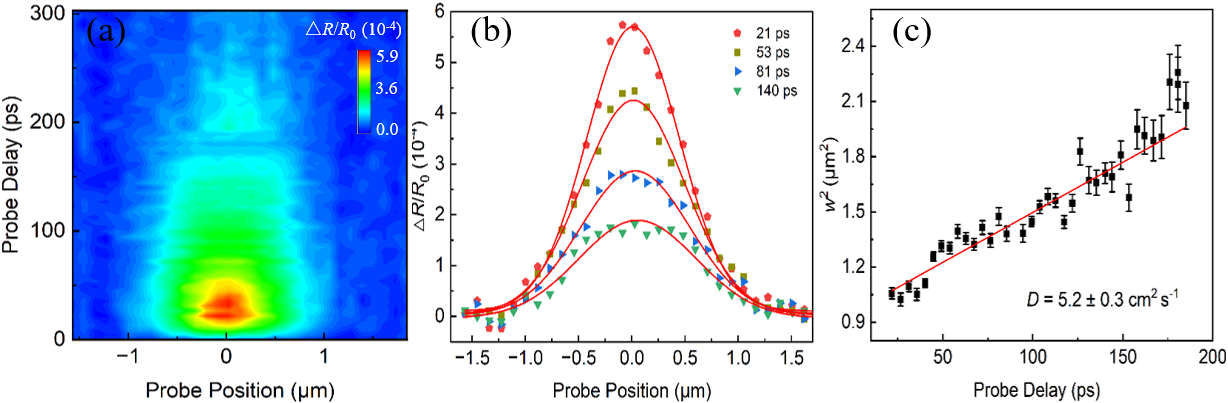 (a)
△R/R₀ (10⁻⁴)
5.9
3.6
0.0
300
200
100
0
Probe Delay (ps)
−1
0
1
Probe Position (μm)
(b)
21 ps
53 ps
81 ps
140 ps
6
5
4
3
2
1
0
△R/R₀ (10⁻⁴)
−1.5
−1.0
−0.5
0.0
0.5
1.0
1.5
Probe Position (μm)
(c)
2.4
2.1
1.8
1.5
1.2
0.9
w² (μm²)
D = 5.2 ± 0.3 cm² s⁻¹
50
100
150
200
Probe Delay (ps)